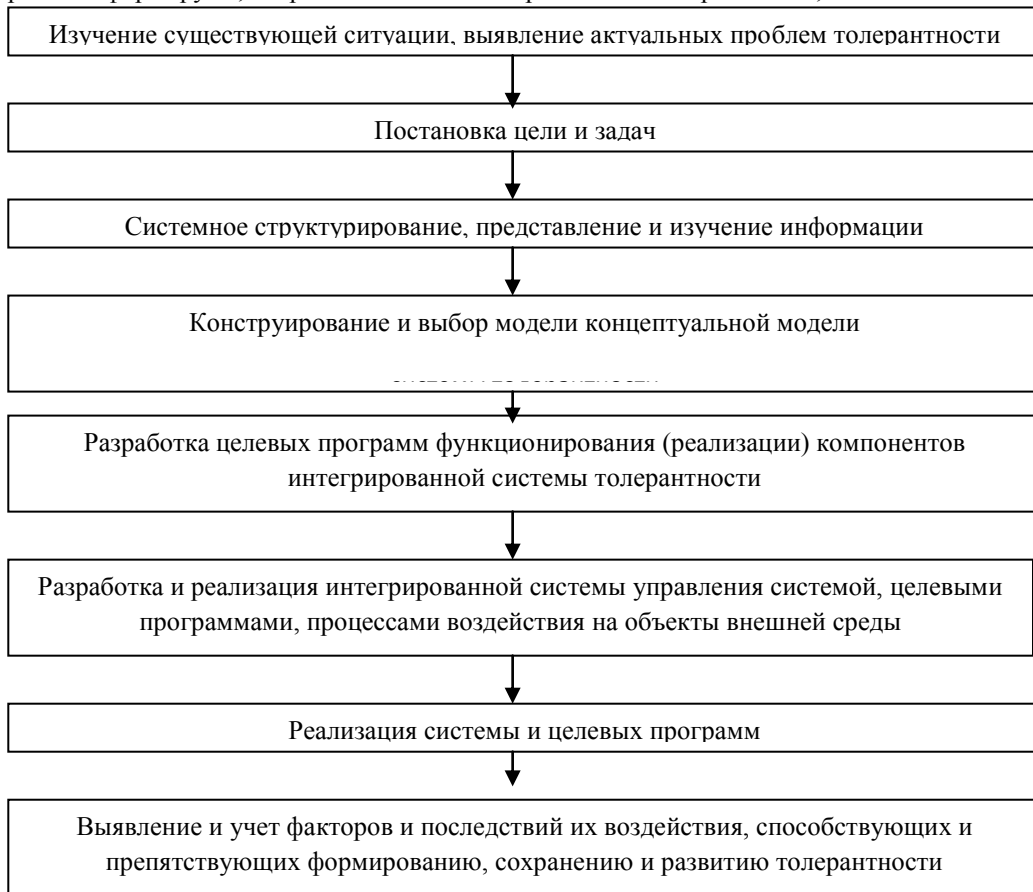 Изучение существующей ситуации, выявление актуальных проблем толерантности
Постановка цели и задач
Системное структурирование, представление и изучение информации
Конструирование и выбор модели концептуальной модели
Разработка целевых программ функционирования (реализации) компонентов
интегрированной системы толерантности
Разработка и реализация интегрированной системы управления системой, целевыми
программами, процессами воздействия на объекты внешней среды
Реализация системы и целевых программ
Выявление и учет факторов и последствий их воздействия, способствующих и
препятствующих формированию, сохранению и развитию толерантности